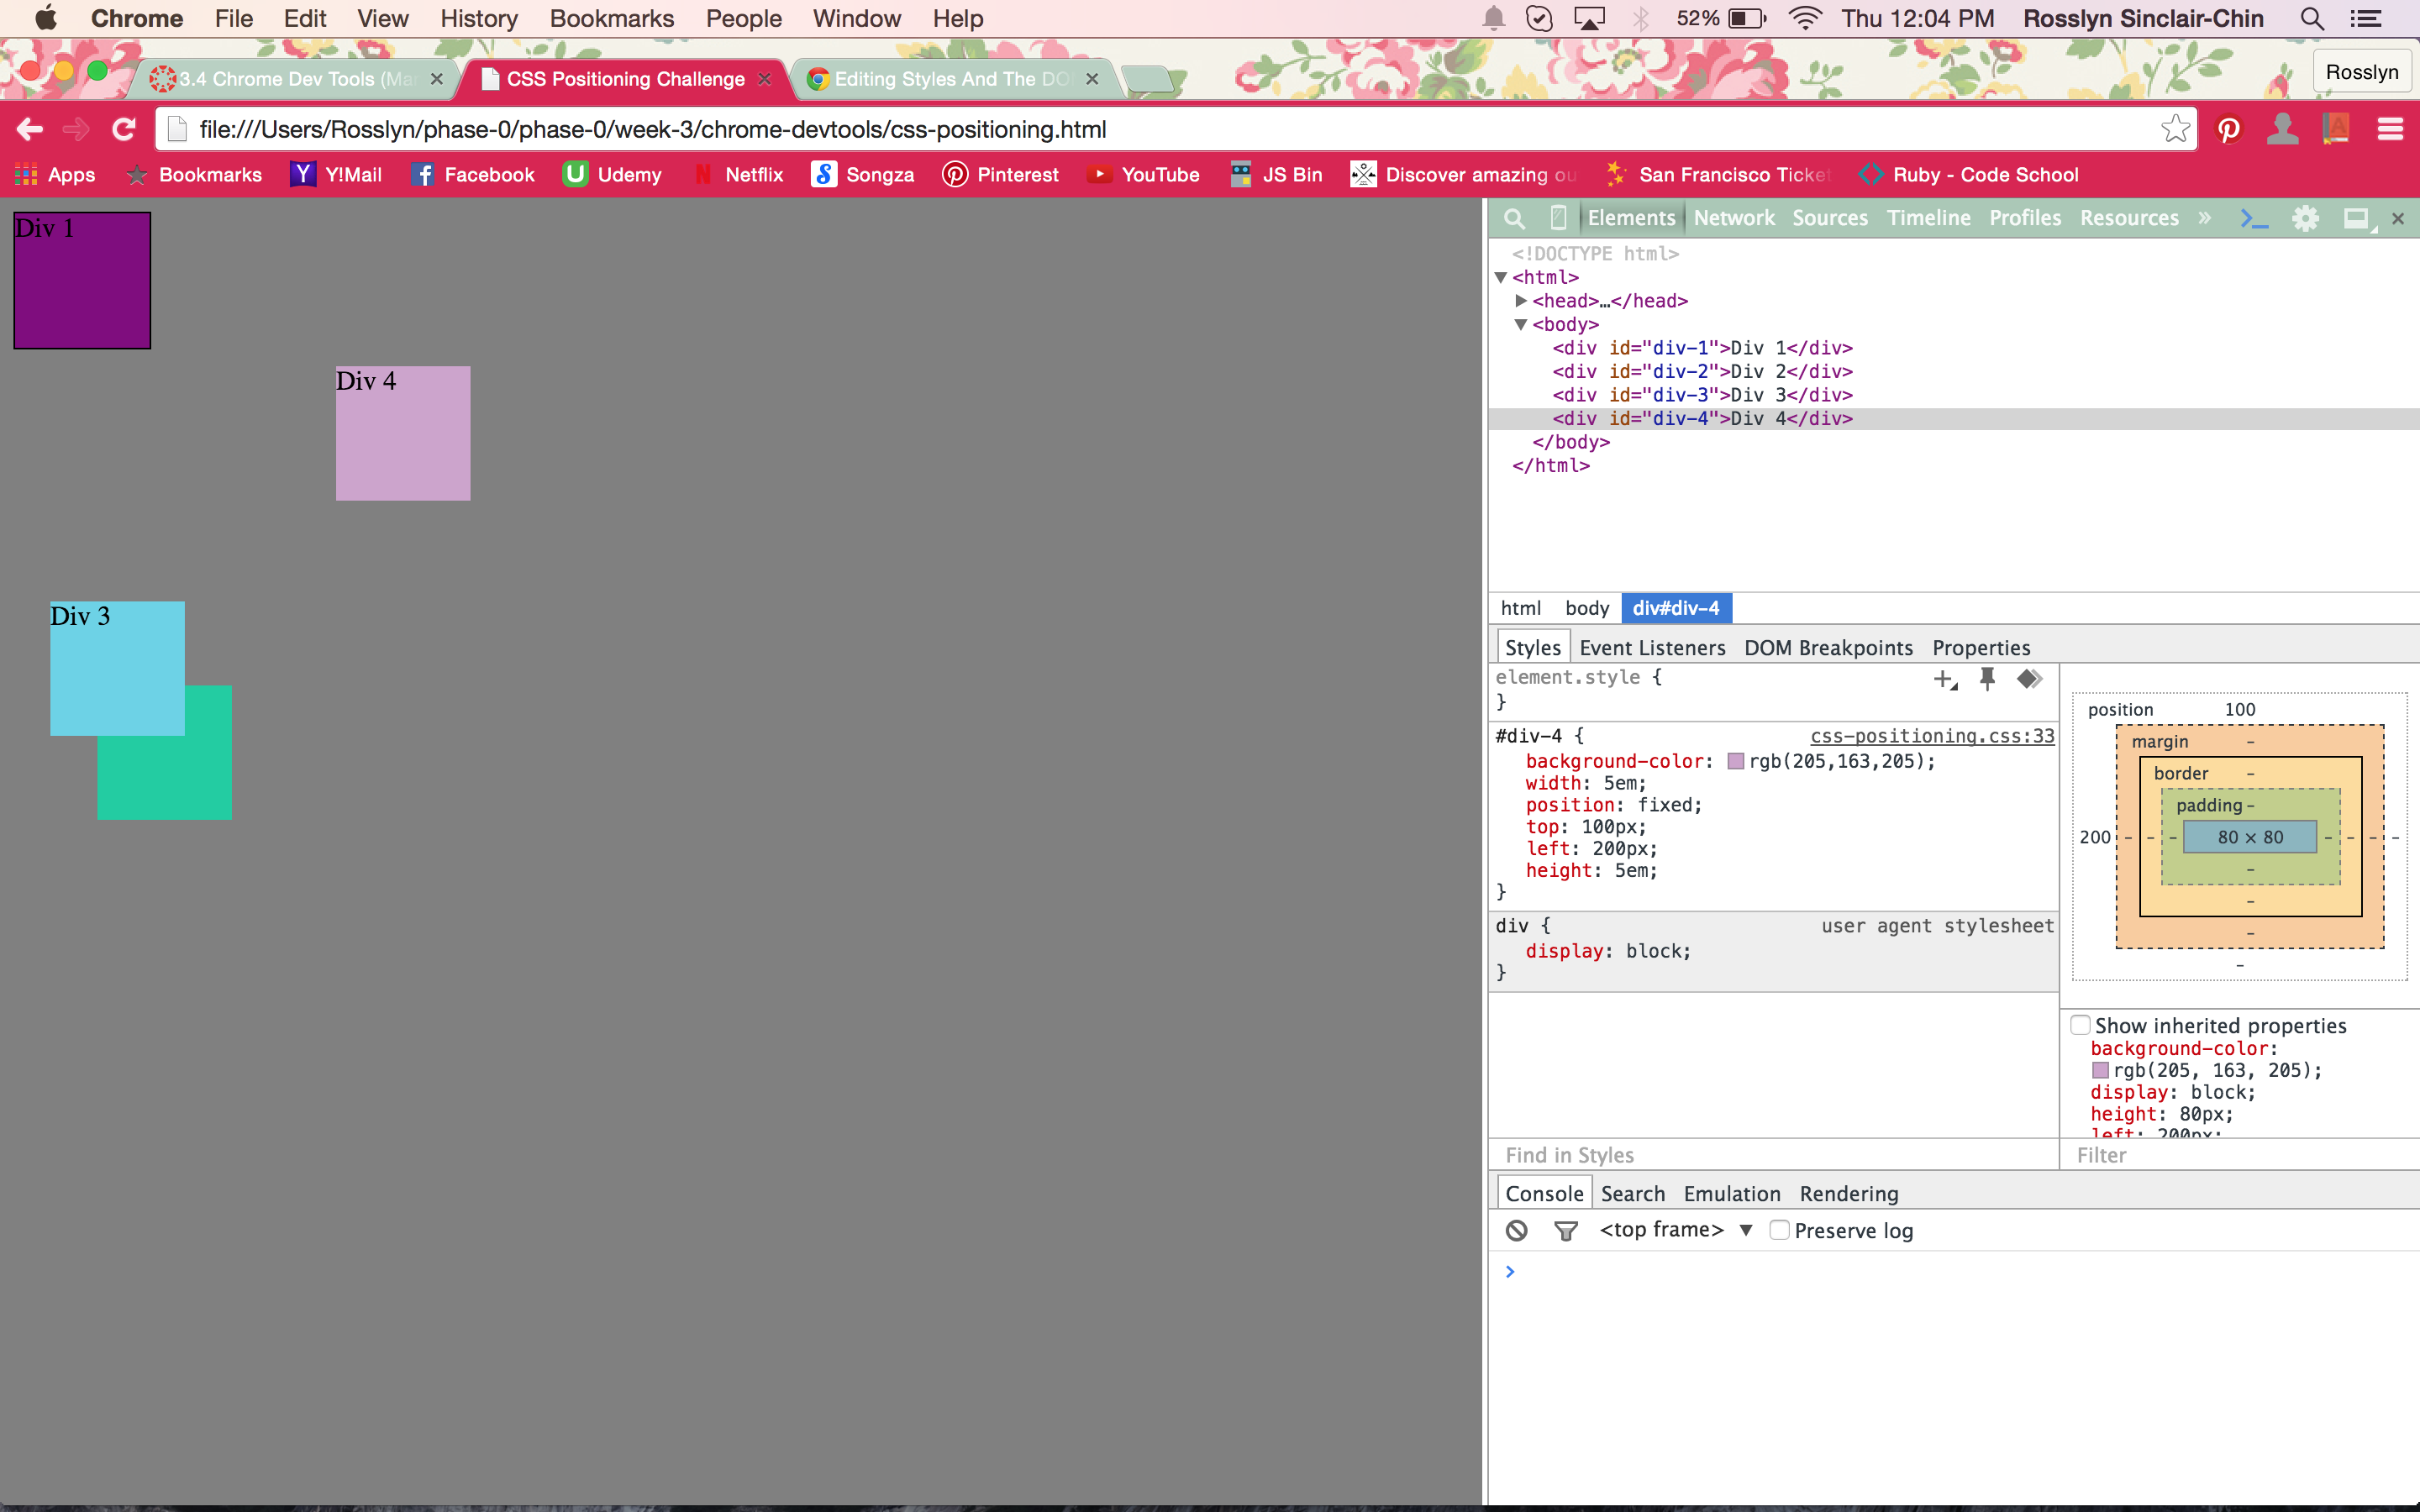 Chrome File Edit View History Bookmarks People Window Help 52% Thu 12:04 PM Rosslyn Sinclair-Chin
3.4 Chrome Dev Tools (Ma CSS Positioning Challenge Editing Styles And The DO Rosslyn
file:///Users/Rosslyn/phase-0/phase-0/week-3/chrome-devtools/css-positioning.html
Apps Bookmarks Y!Mail Facebook Udemy Netflix Songza Pinterest YouTube JS Bin Discover amazing ou San Francisco Ticket Ruby - Code School
Div 1
Div 4
Div 3
Elements Network Sources Timeline Profiles Resources »
<!DOCTYPE html>
<html>
<head>…</head>
<body>
<div id="div-1">Div 1</div>
<div id="div-2">Div 2</div>
<div id="div-3">Div 3</div>
<div id="div-4">Div 4</div>
</body>
</html>
html body div#div-4
Styles Event Listeners DOM Breakpoints Properties
element.style {
}
#div-4 { css-positioning.css:33
background-color: rgb(205,163,205);
width: 5em;
position: fixed;
top: 100px;
left: 200px;
height: 5em;
}
div { user agent stylesheet
display: block;
}
position 100
margin -
border -
padding -
200 - - - 80 × 80 - - - -
-
-
-
-
Show inherited properties
background-color:
rgb(205, 163, 205);
display: block;
height: 80px;
left: 200px;
Find in Styles Filter
Console Search Emulation Rendering
<top frame> ▼ Preserve log
>